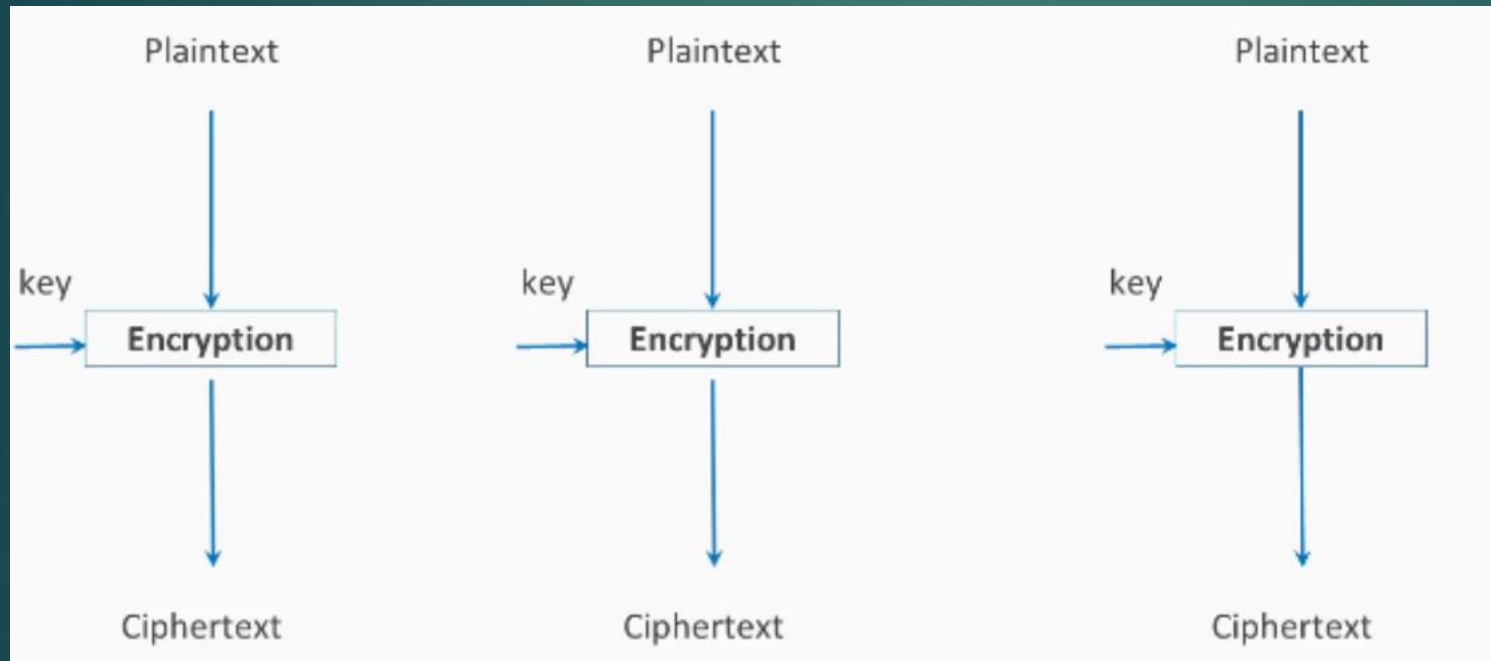 Plaintext Plaintext Plaintext
key key key
Encryption Encryption Encryption
Ciphertext Ciphertext Ciphertext